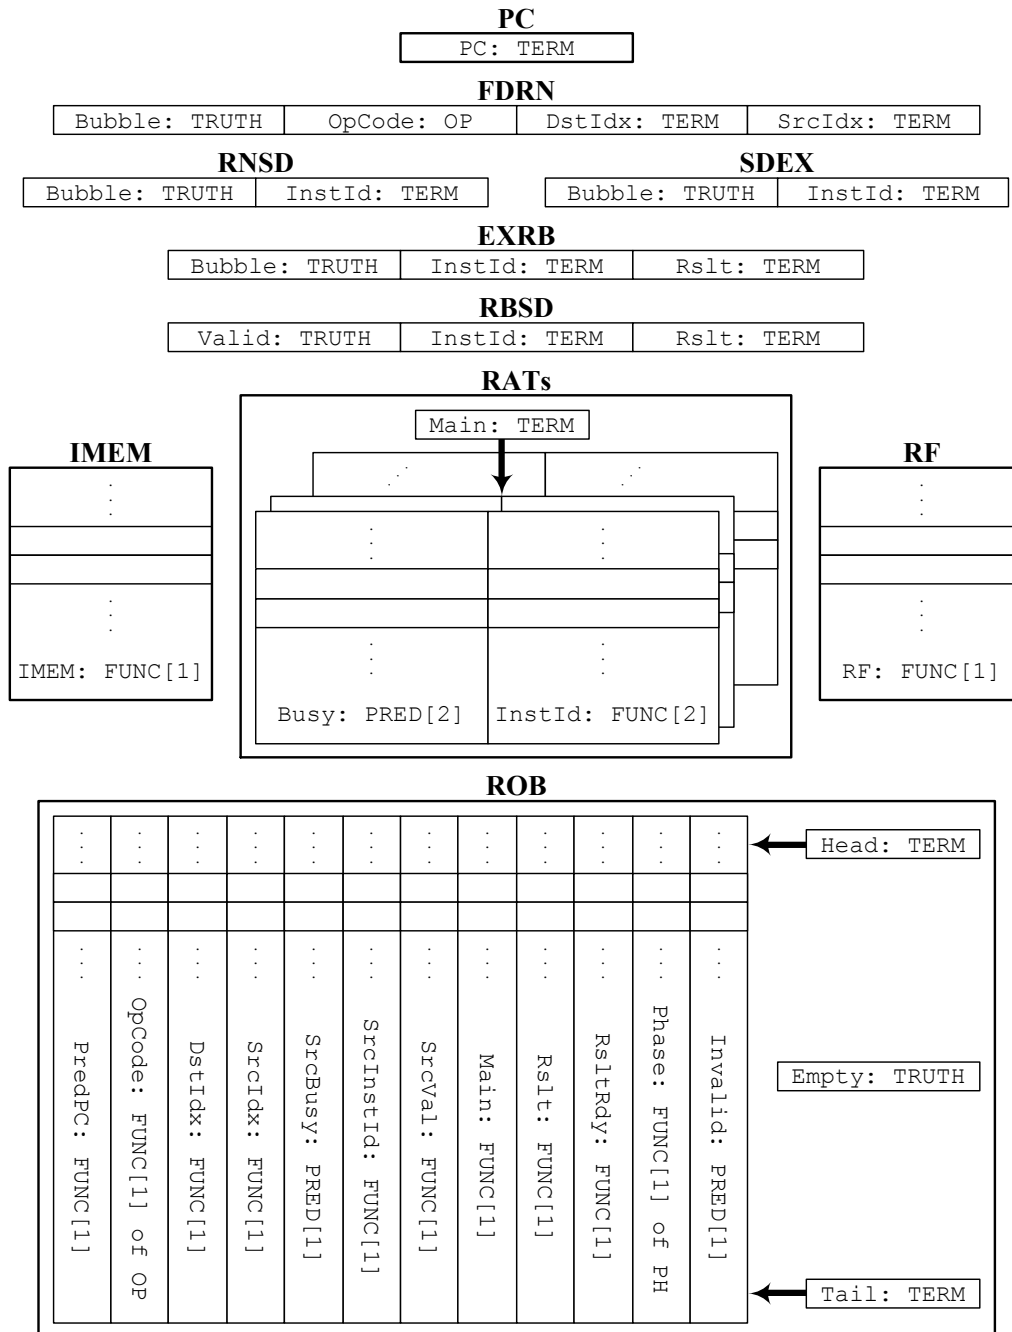 PC
PC: TERM
FDRN
Bubble: TRUTH OpCode: OP DstIdx: TERM SrcIdx: TERM
RNSD SDEX
Bubble: TRUTH InstId: TERM Bubble: TRUTH InstId: TERM
EXRB
Bubble: TRUTH InstId: TERM Rslt: TERM
RBSD
Valid: TRUTH InstId: TERM Rslt: TERM
RATs
Main: TERM
IMEM RF
IMEM: FUNC[1] RF: FUNC[1]
Busy: PRED[2] InstId: FUNC[2]
ROB
Head: TERM
PredPC: FUNC[1]
OpCode: FUNC[1] of OP
DstIdx: FUNC[1]
SrcIdx: FUNC[1]
SrcBusy: PRED[1]
SrcInstId: FUNC[1]
SrcVal: FUNC[1]
Main: FUNC[1]
Rslt: FUNC[1]
RsltRdy: FUNC[1]
Phase: FUNC[1] of PH
Invalid: PRED[1]
Empty: TRUTH
Tail: TERM